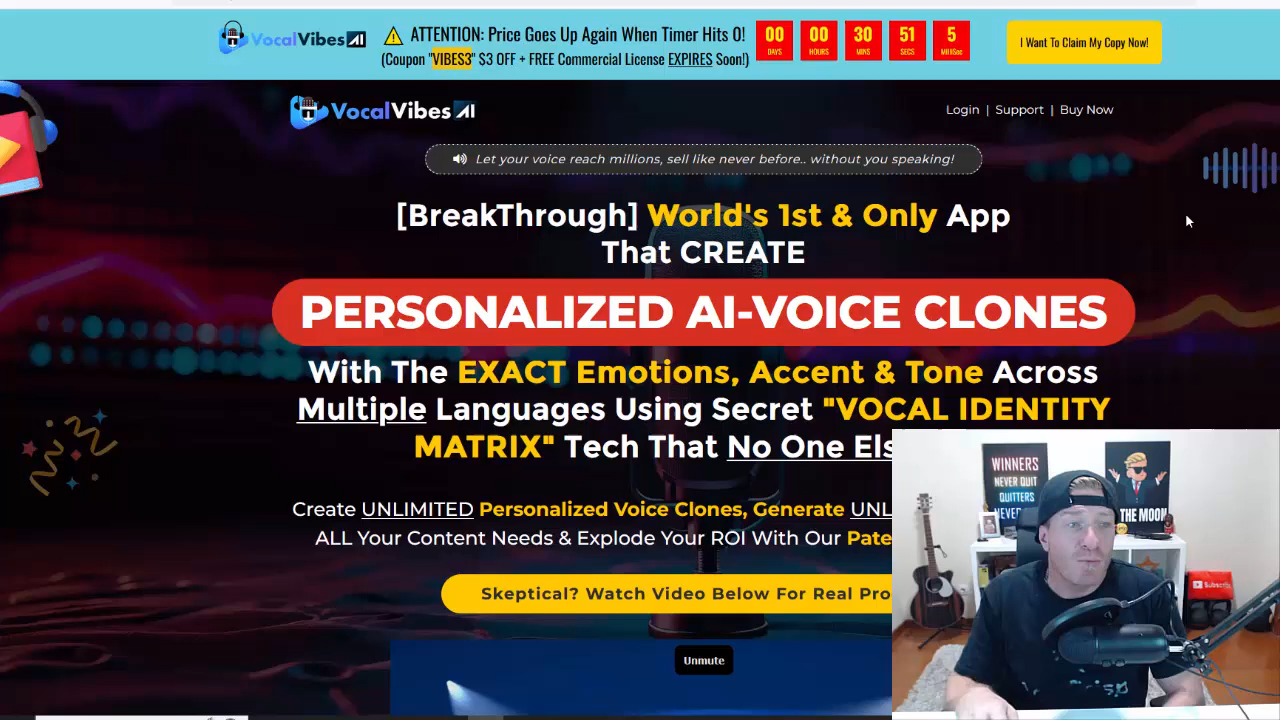 VocalVibes AI
ATTENTION: Price Goes Up Again When Timer Hits 0!
(Coupon "VIBES3" $3 OFF + FREE Commercial License EXPIRES Soon!)
00 00 30 51 5
DAYS HOURS MINS SECS MilliSec
I Want To Claim My Copy Now!
VocalVibes AI
Login | Support | Buy Now
Let your voice reach millions, sell like never before.. without you speaking!
[BreakThrough] World's 1st & Only App
That CREATE
PERSONALIZED AI-VOICE CLONES
With The EXACT Emotions, Accent & Tone Across
Multiple Languages Using Secret "VOCAL IDENTITY
MATRIX" Tech That No One Els
Create UNLIMITED Personalized Voice Clones, Generate UNL
ALL Your Content Needs & Explode Your ROI With Our Pate
Skeptical? Watch Video Below For Real Pro
Unmute
WINNERS
NEVER QUIT
QUITTERS
THE MOON
Subscrib